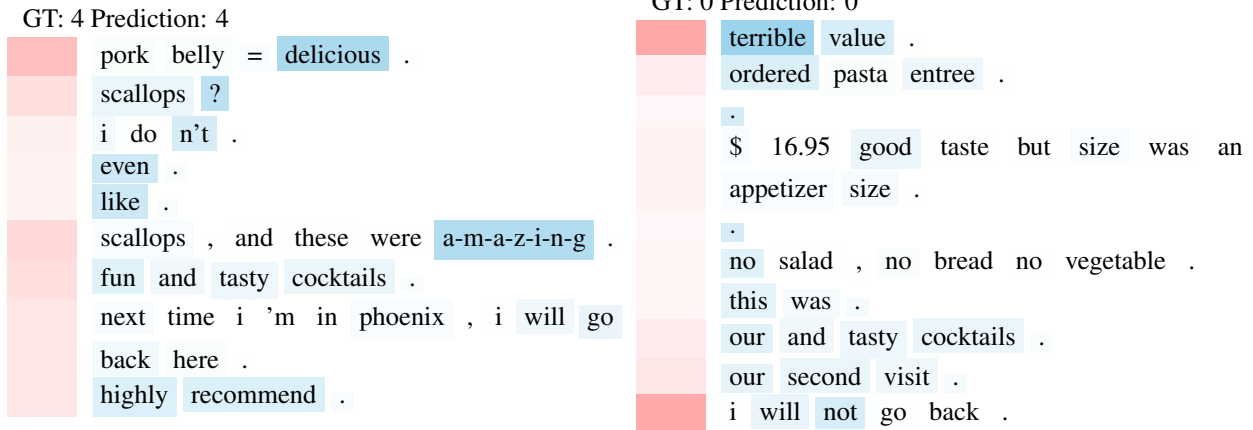 GT: 4 Prediction: 4
pork belly = delicious .
scallops ?
i do n't .
even .
like .
scallops , and these were a-m-a-z-i-n-g .
fun and tasty cocktails .
next time i 'm in phoenix , i will go
back here .
highly recommend .
GT: 0 Prediction: 0
terrible value .
ordered pasta entree .
.
$ 16.95 good taste but size was an
appetizer size .
.
no salad , no bread no vegetable .
this was .
our and tasty cocktails .
our second visit .
i will not go back .